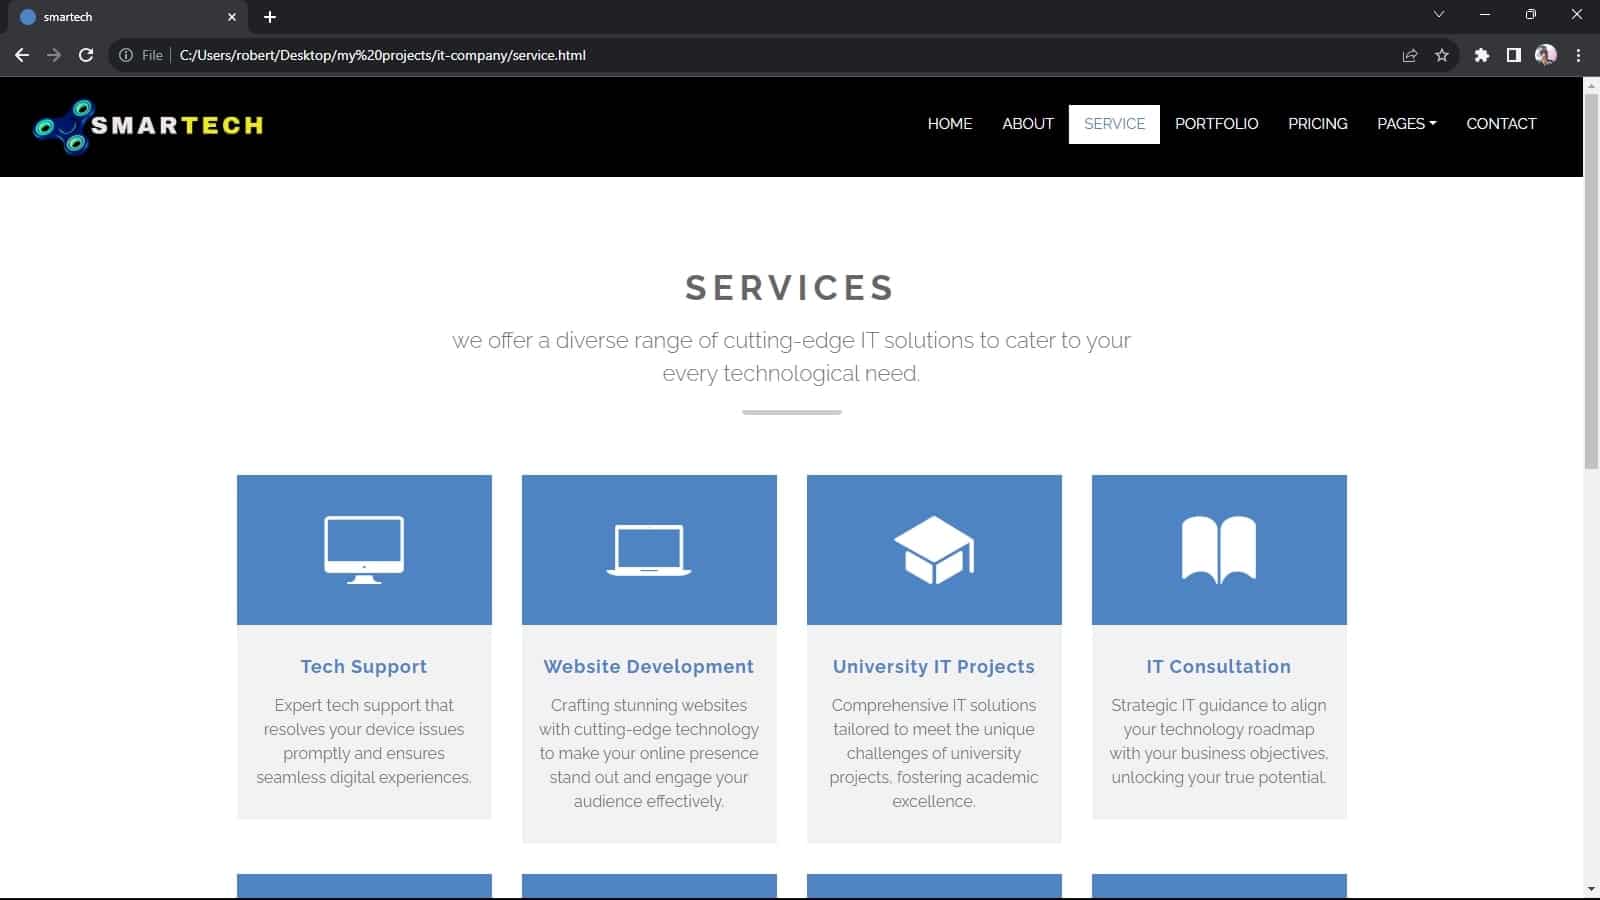 smartech
File C:/Users/robert/Desktop/my%20projects/it-company/service.html
SMARTECH
HOME ABOUT SERVICE PORTFOLIO PRICING PAGES CONTACT
SERVICES
we offer a diverse range of cutting-edge IT solutions to cater to your
every technological need.
Tech Support
Expert tech support that
resolves your device issues
promptly and ensures
seamless digital experiences.
Website Development
Crafting stunning websites
with cutting-edge technology
to make your online presence
stand out and engage your
audience effectively.
University IT Projects
Comprehensive IT solutions
tailored to meet the unique
challenges of university
projects, fostering academic
excellence.
IT Consultation
Strategic IT guidance to align
your technology roadmap
with your business objectives,
unlocking your true potential.